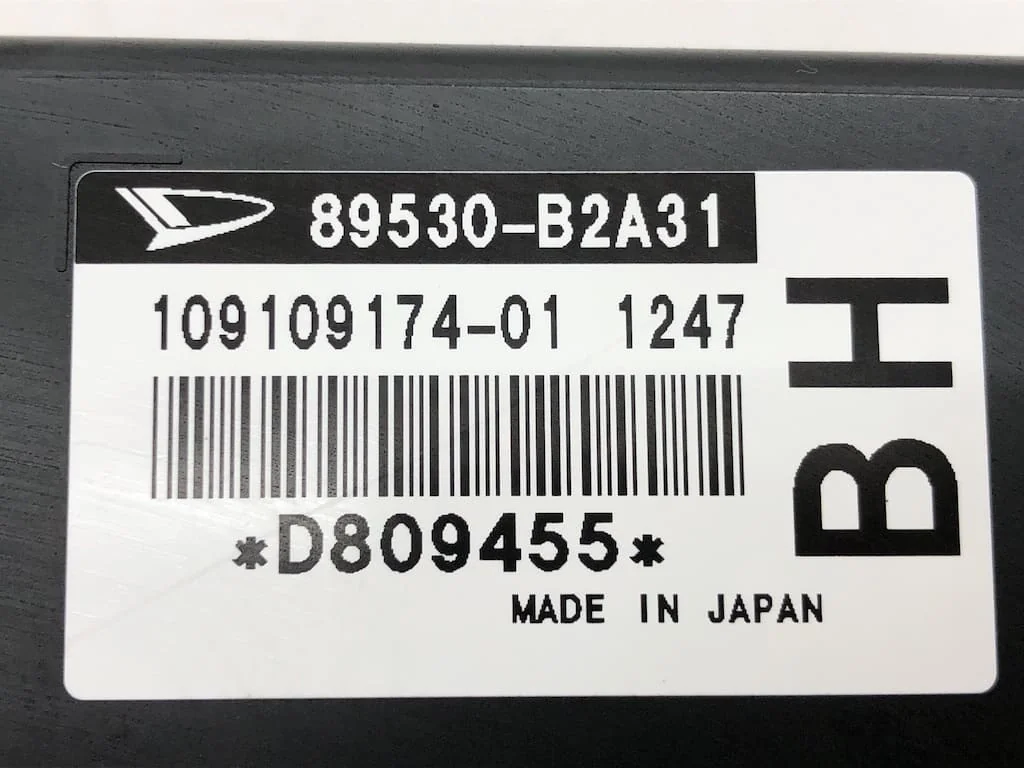 89530-B2A31
109109174-01 1247
*D809455*
MADE IN JAPAN
BH